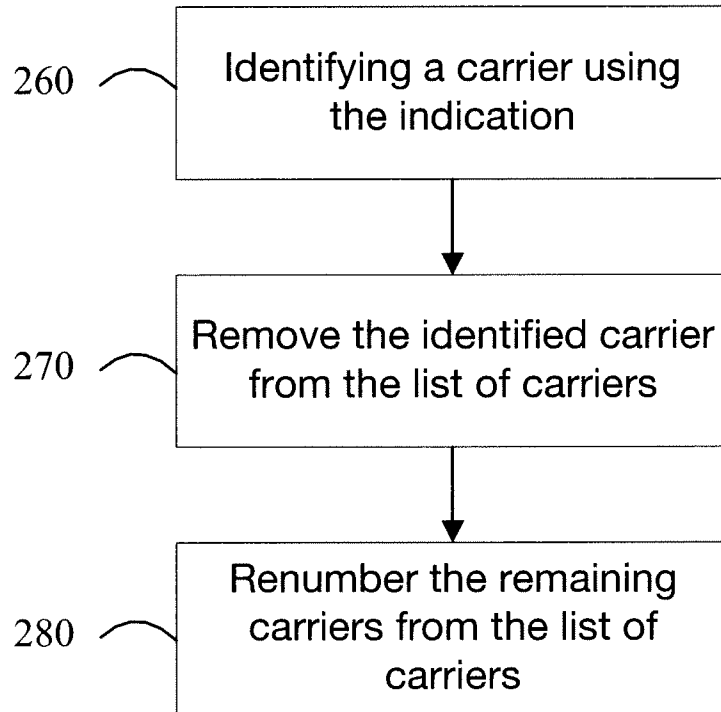 260
Identifying a carrier using
the indication
270
Remove the identified carrier
from the list of carriers
280
Renumber the remaining
carriers from the list of
carriers